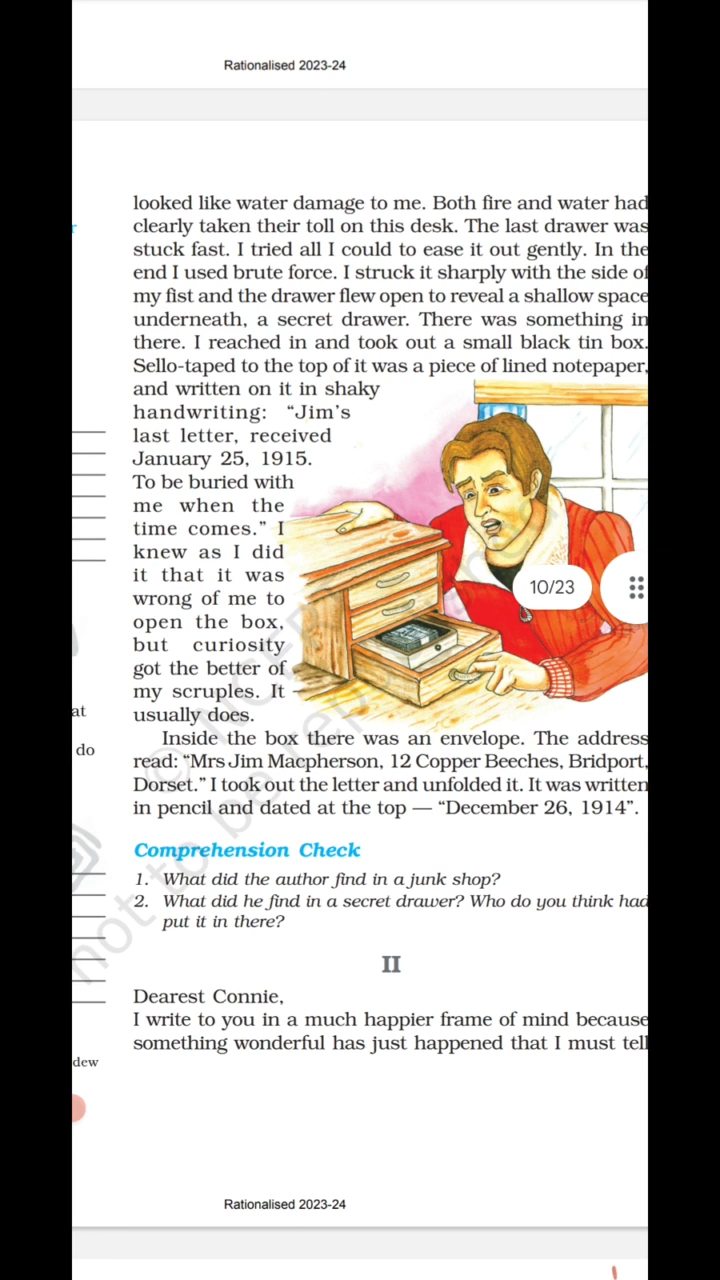 Rationalised 2023-24
looked like water damage to me. Both fire and water had
clearly taken their toll on this desk. The last drawer was
stuck fast. I tried all I could to ease it out gently. In the
end I used brute force. I struck it sharply with the side of
my fist and the drawer flew open to reveal a shallow space
underneath, a secret drawer. There was something in
there. I reached in and took out a small black tin box.
Sello-taped to the top of it was a piece of lined notepaper,
and written on it in shaky
handwriting: “Jim’s
last letter, received
January 25, 1915.
To be buried with
me when the
time comes.” I
knew as I did
it that it was
wrong of me to
open the box,
but curiosity
got the better of
my scruples. It
usually does.
10/23
at
do
Inside the box there was an envelope. The address
read: “Mrs Jim Macpherson, 12 Copper Beeches, Bridport,
Dorset.” I took out the letter and unfolded it. It was written
in pencil and dated at the top — “December 26, 1914”.
Comprehension Check
1. What did the author find in a junk shop?
2. What did he find in a secret drawer? Who do you think had
put it in there?
II
Dearest Connie,
I write to you in a much happier frame of mind because
something wonderful has just happened that I must tell
dew
not to be
Rationalised 2023-24